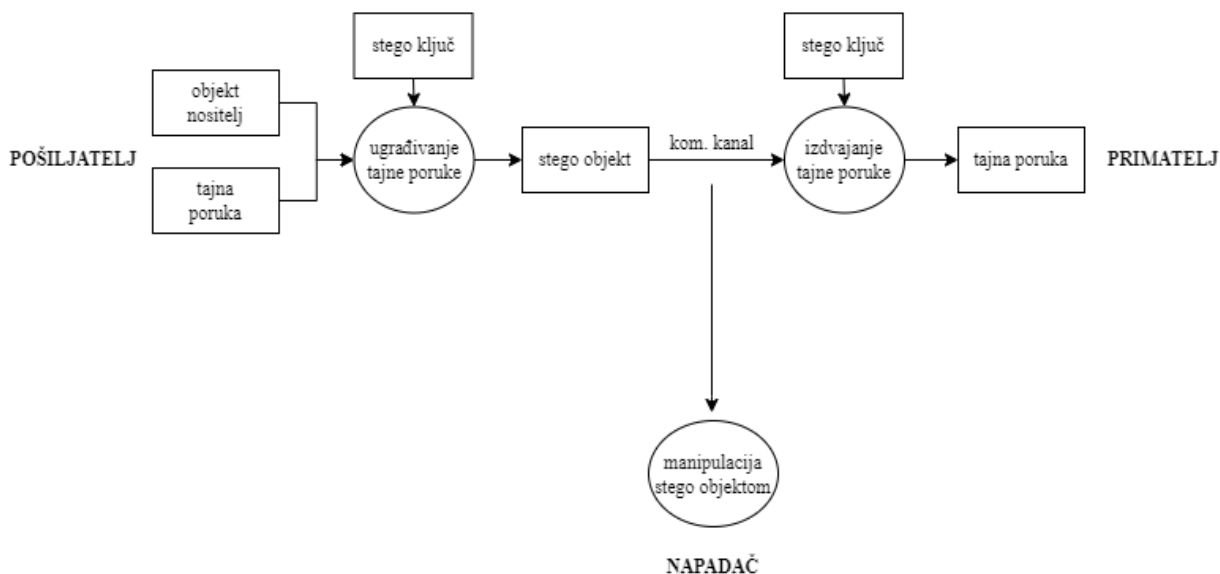 stego ključ
stego ključ
objekt
nositelj
POŠILJATELJ
tajna
poruka
ugrađivanje
tajne poruke
stego objekt
kom. kanal
izdvajanje
tajne poruke
tajna poruka
PRIMATELJ
manipulacija
stego objektom
NAPADAČ